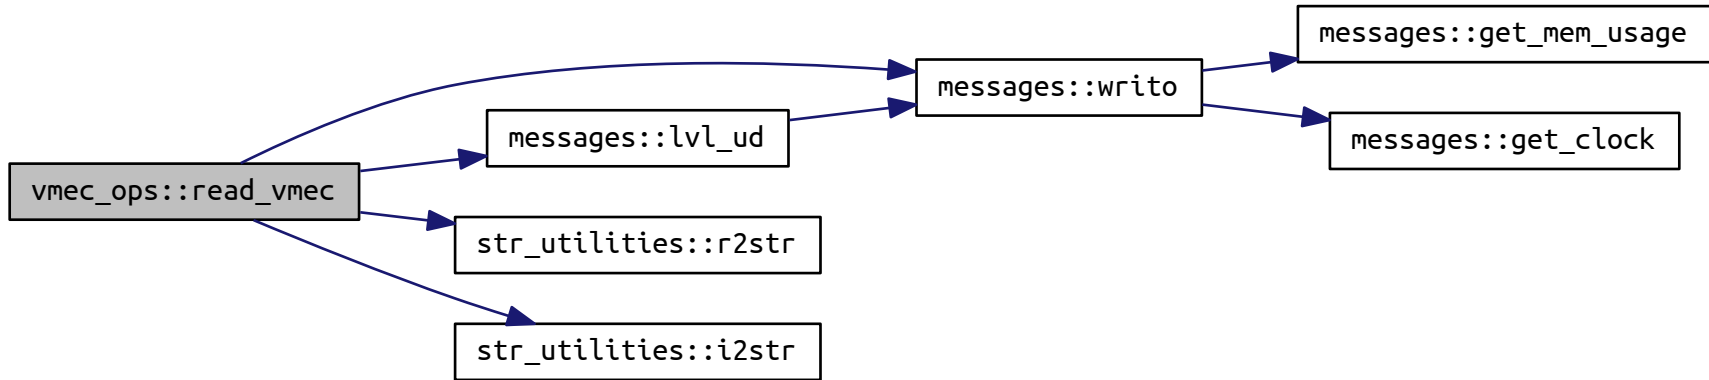 messages::get_mem_usage
messages::writo
messages::lvl_ud
messages::get_clock
vmec_ops::read_vmec
str_utilities::r2str
str_utilities::i2str